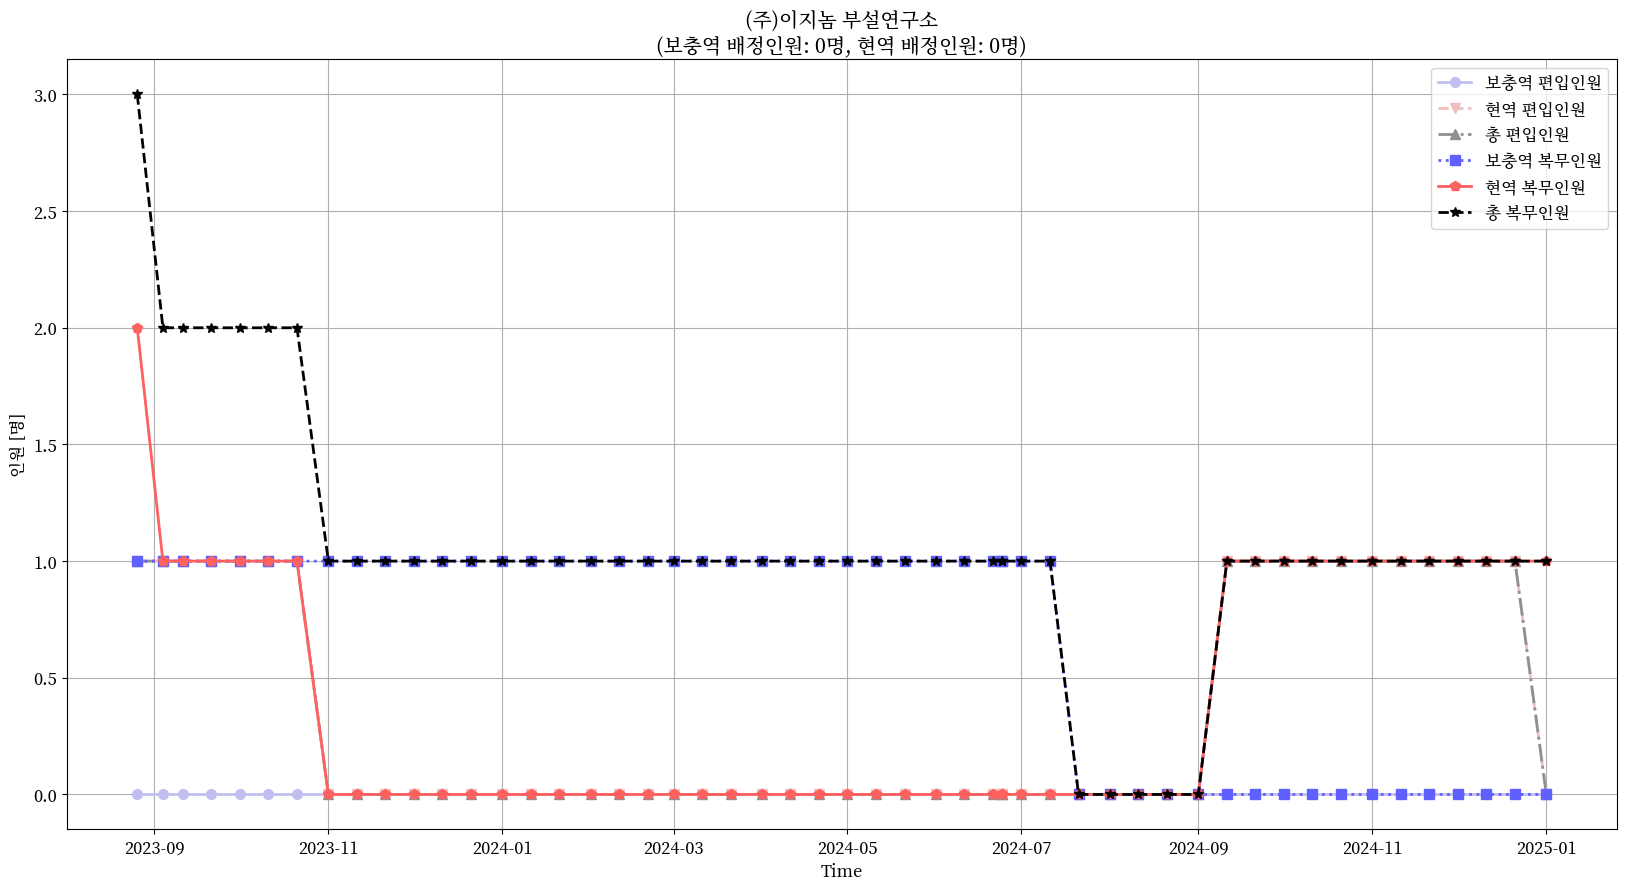 (주)이지놈 부설연구소
(보충역 배정인원: 0명, 현역 배정인원: 0명)
보충역 편입인원
현역 편입인원
총 편입인원
보충역 복무인원
현역 복무인원
총 복무인원
인원 [명]
3.0
2.5
2.0
1.5
1.0
0.5
0.0
2023-09 2023-11 2024-01 2024-03 2024-05 2024-07 2024-09 2024-11 2025-01
Time